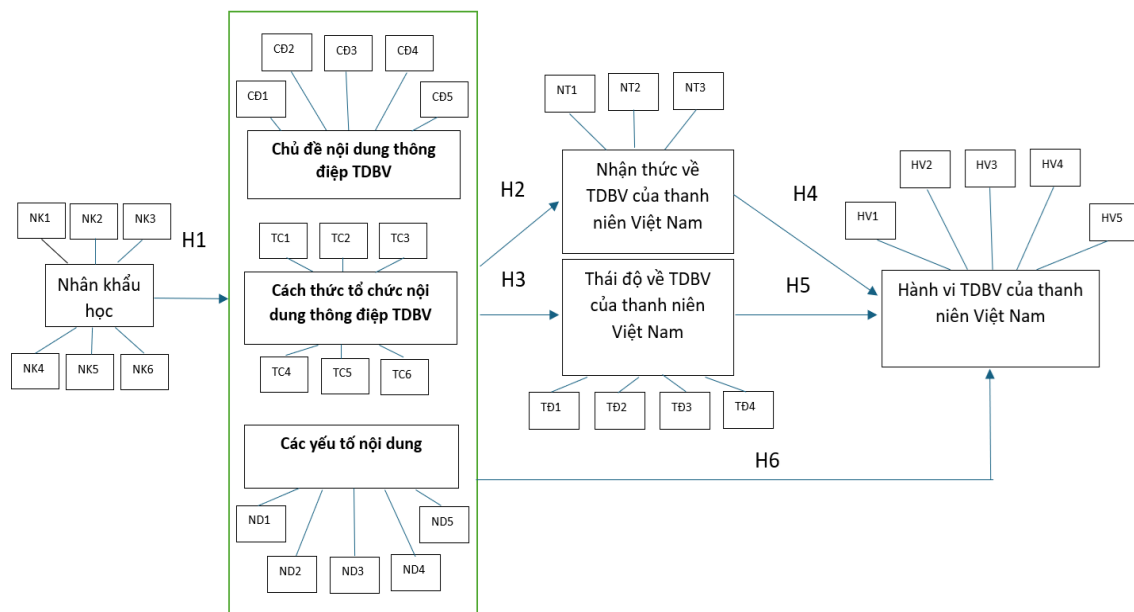 NK1
NK2
NK3
Nhân khẩu
học
NK4
NK5
NK6
H1
CĐ1
CĐ2
CĐ3
CĐ4
CĐ5
Chủ đề nội dung thông
điệp TDBV
TC1
TC2
TC3
Cách thức tổ chức nội
dung thông điệp TDBV
TC4
TC5
TC6
Các yếu tố nội dung
ND1
ND2
ND3
ND4
ND5
H2
H3
NT1
NT2
NT3
Nhận thức về
TDBV của thanh
niên Việt Nam
Thái độ về TDBV
của thanh niên
Việt Nam
TĐ1
TĐ2
TĐ3
TĐ4
H4
H5
H6
HV1
HV2
HV3
HV4
HV5
Hành vi TDBV của thanh
niên Việt Nam